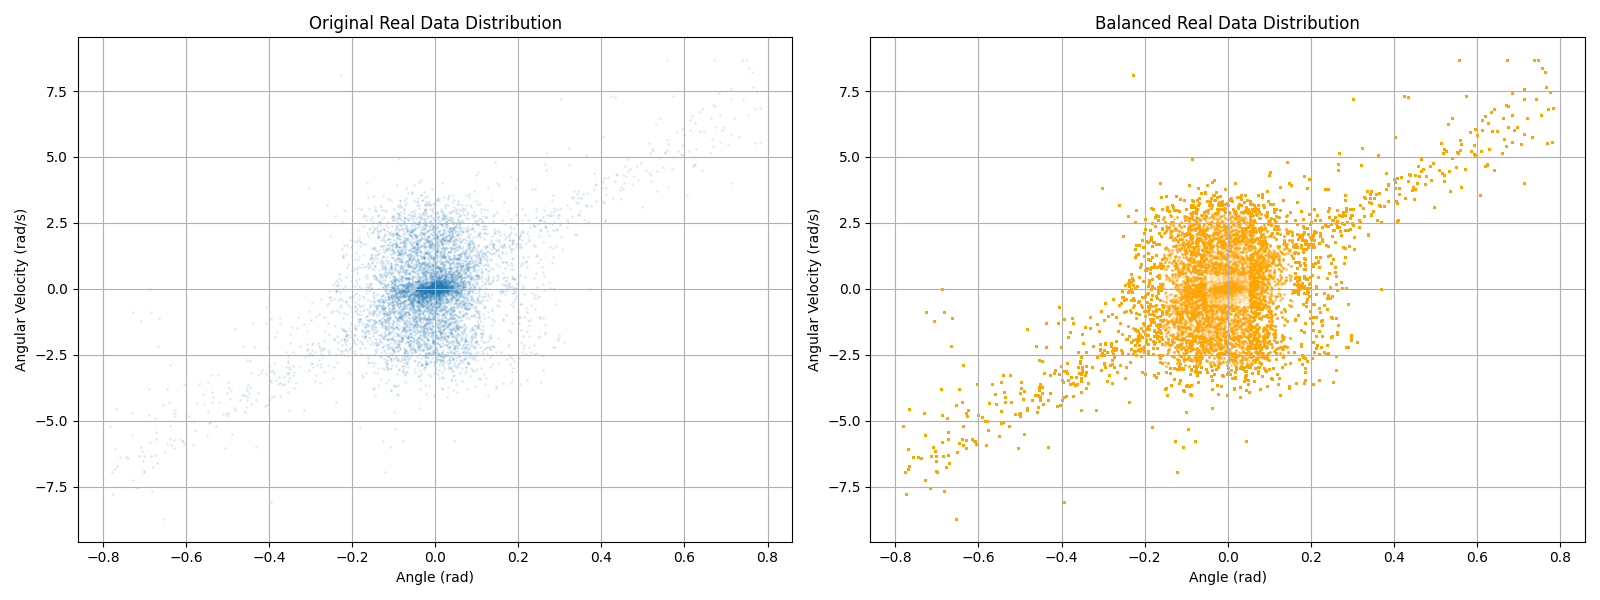 Original Real Data Distribution
Angular Velocity (rad/s)
7.5
5.0
2.5
0.0
−2.5
−5.0
−7.5
−0.8 −0.6 −0.4 −0.2 0.0 0.2 0.4 0.6 0.8
Angle (rad)
Balanced Real Data Distribution
Angular Velocity (rad/s)
7.5
5.0
2.5
0.0
−2.5
−5.0
−7.5
−0.8 −0.6 −0.4 −0.2 0.0 0.2 0.4 0.6 0.8
Angle (rad)